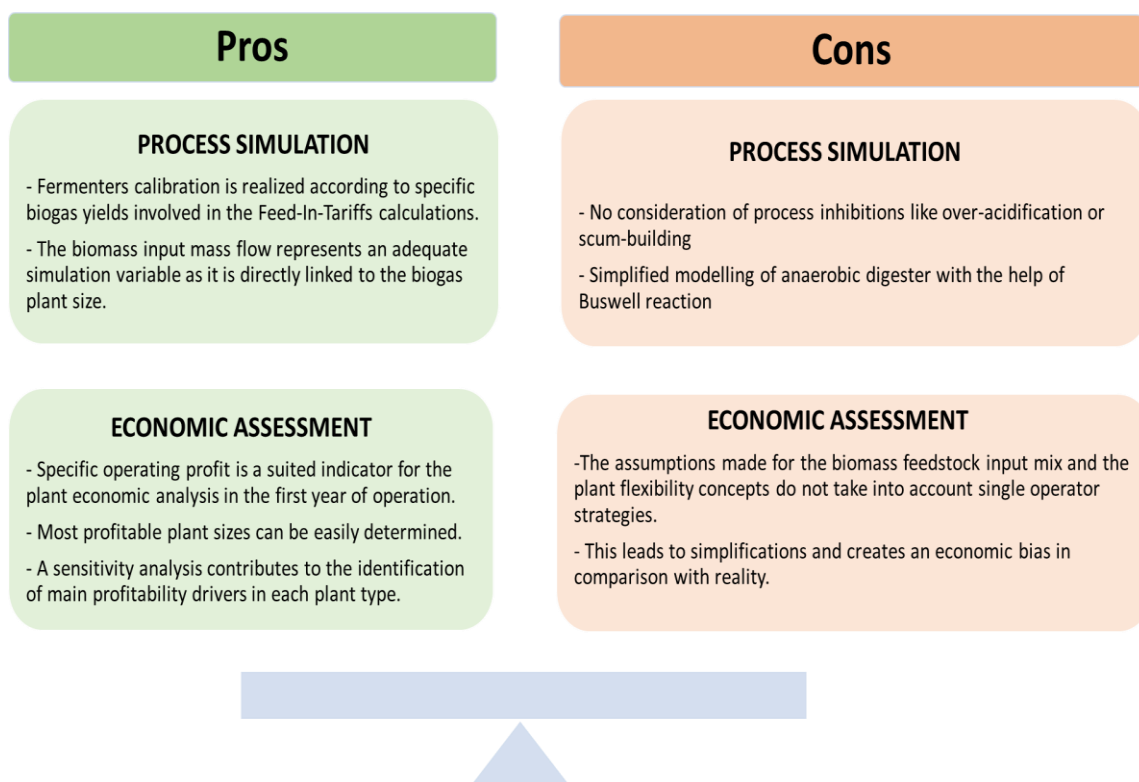 Pros
PROCESS SIMULATION
- Fermenters calibration is realized according to specific
biogas yields involved in the Feed-In-Tariffs calculations.
- The biomass input mass flow represents an adequate
simulation variable as it is directly linked to the biogas
plant size.
ECONOMIC ASSESSMENT
- Specific operating profit is a suited indicator for the
plant economic analysis in the first year of operation.
- Most profitable plant sizes can be easily determined.
- A sensitivity analysis contributes to the identification
of main profitability drivers in each plant type.
Cons
PROCESS SIMULATION
- No consideration of process inhibitions like over-acidification or
scum-building
- Simplified modelling of anaerobic digester with the help of
Buswell reaction
ECONOMIC ASSESSMENT
-The assumptions made for the biomass feedstock input mix and the
plant flexibility concepts do not take into account single operator
strategies.
- This leads to simplifications and creates an economic bias in
comparison with reality.